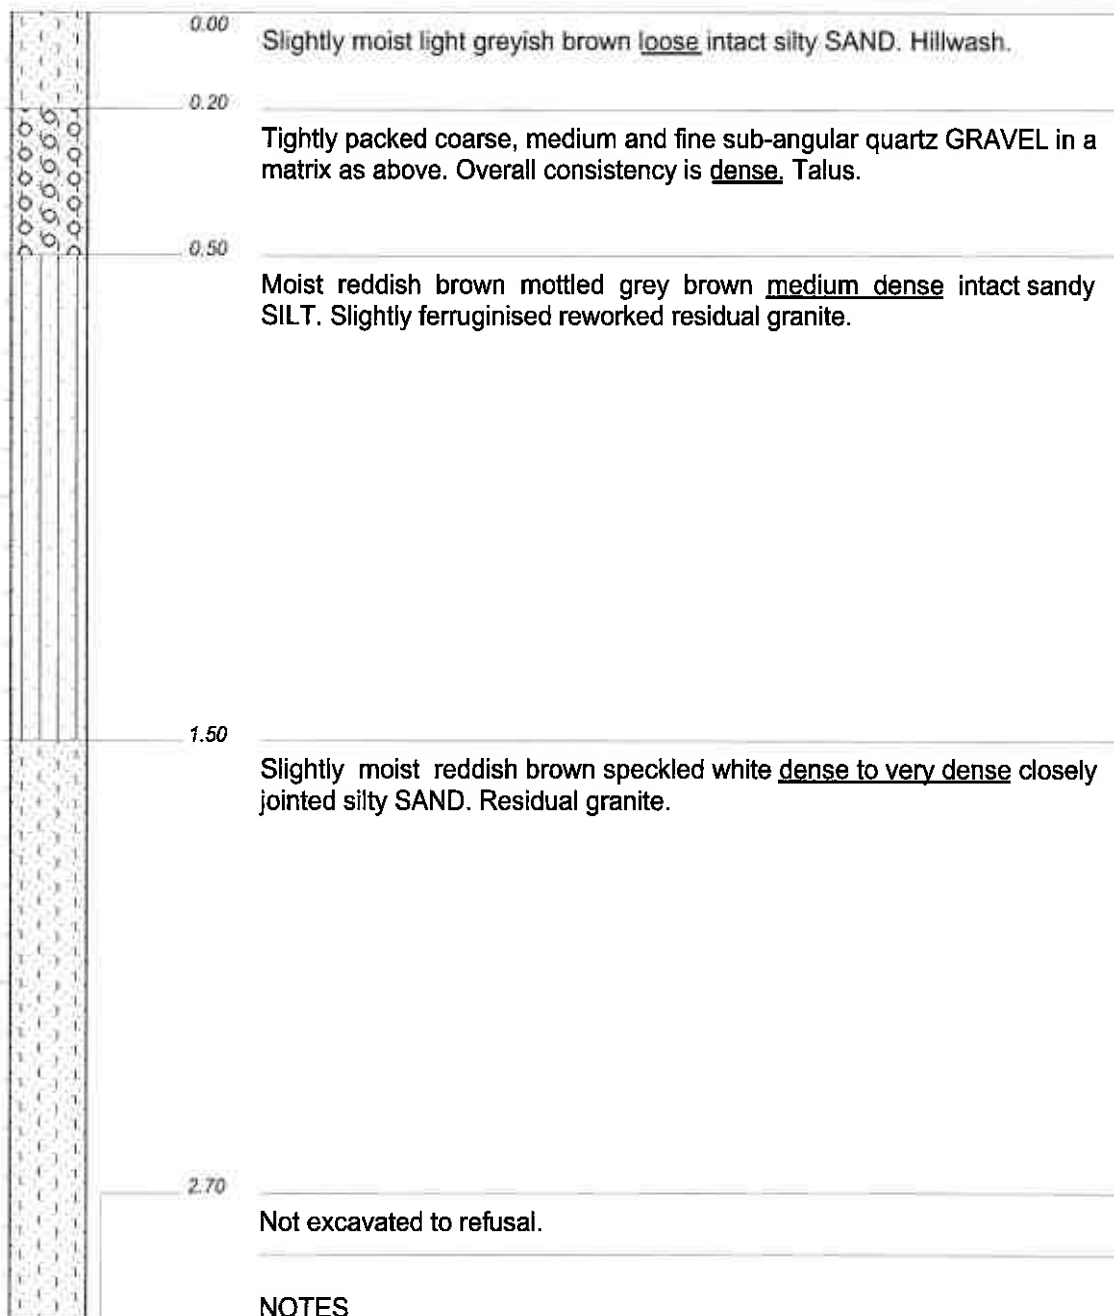 0.00
Slightly moist light greyish brown loose intact silty SAND. Hillwash.
0.20
Tightly packed coarse, medium and fine sub-angular quartz GRAVEL in a
matrix as above. Overall consistency is dense. Talus.
0.50
Moist reddish brown mottled grey brown medium dense intact sandy
SILT. Slightly ferruginised reworked residual granite.
1.50
Slightly moist reddish brown speckled white dense to very dense closely
jointed silty SAND. Residual granite.
2.70
Not excavated to refusal.
NOTES